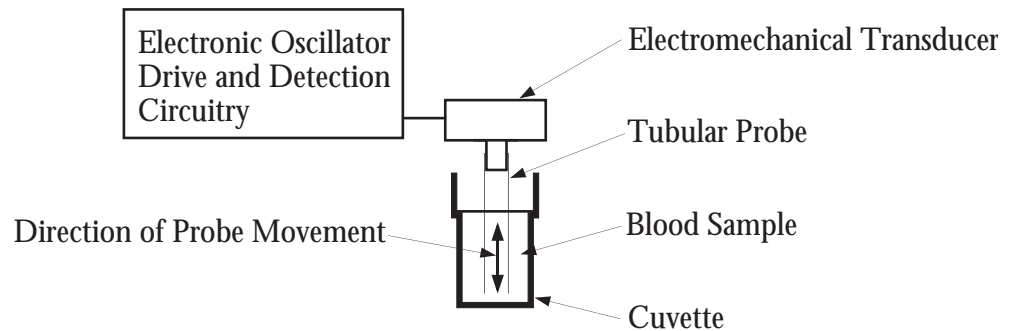 Electronic Oscillator
Drive and Detection
Circuitry
Electromechanical Transducer
Tubular Probe
Direction of Probe Movement
Blood Sample
Cuvette